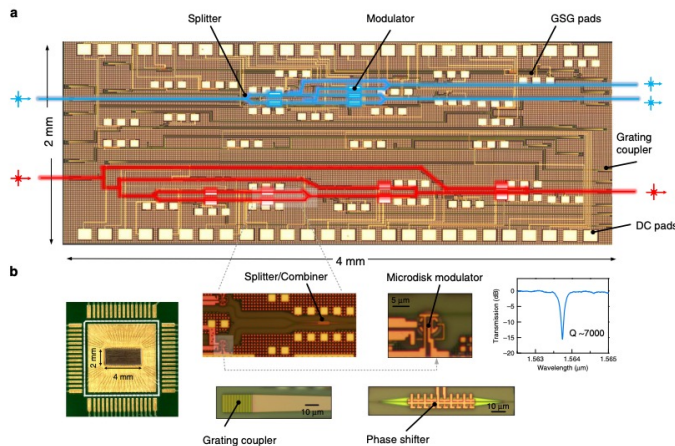 a
Splitter
Modulator
GSG pads
2 mm
Grating
coupler
DC pads
4 mm
b
Splitter/Combiner
Microdisk modulator
5 μm
2 mm
4 mm
Transmission (dB)
0
−5
−10
−15
−20
Q ~7000
1.563
1.564
1.565
Wavelength (μm)
10 μm
Grating coupler
10 μm
Phase shifter